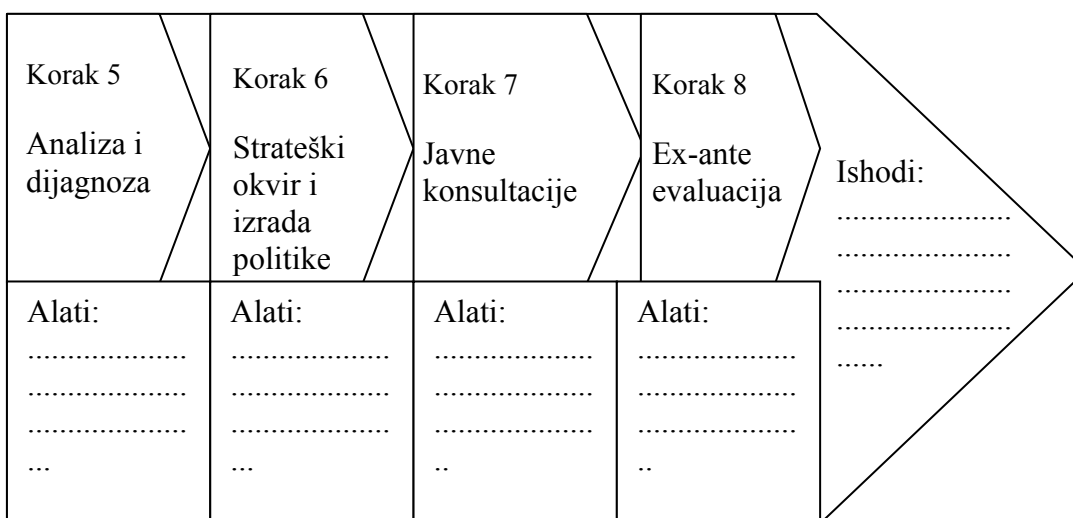 Korak 5
Analiza i
dijagnoza
Korak 6
Strateški
okvir i
izrada
politike
Korak 7
Javne
konsultacije
Korak 8
Ex-ante
evaluacija
Ishodi:
......................
......................
......................
......................
......
Alati:
....................
....................
....................
...
Alati:
....................
....................
....................
...
Alati:
....................
....................
....................
..
Alati:
....................
....................
....................
..